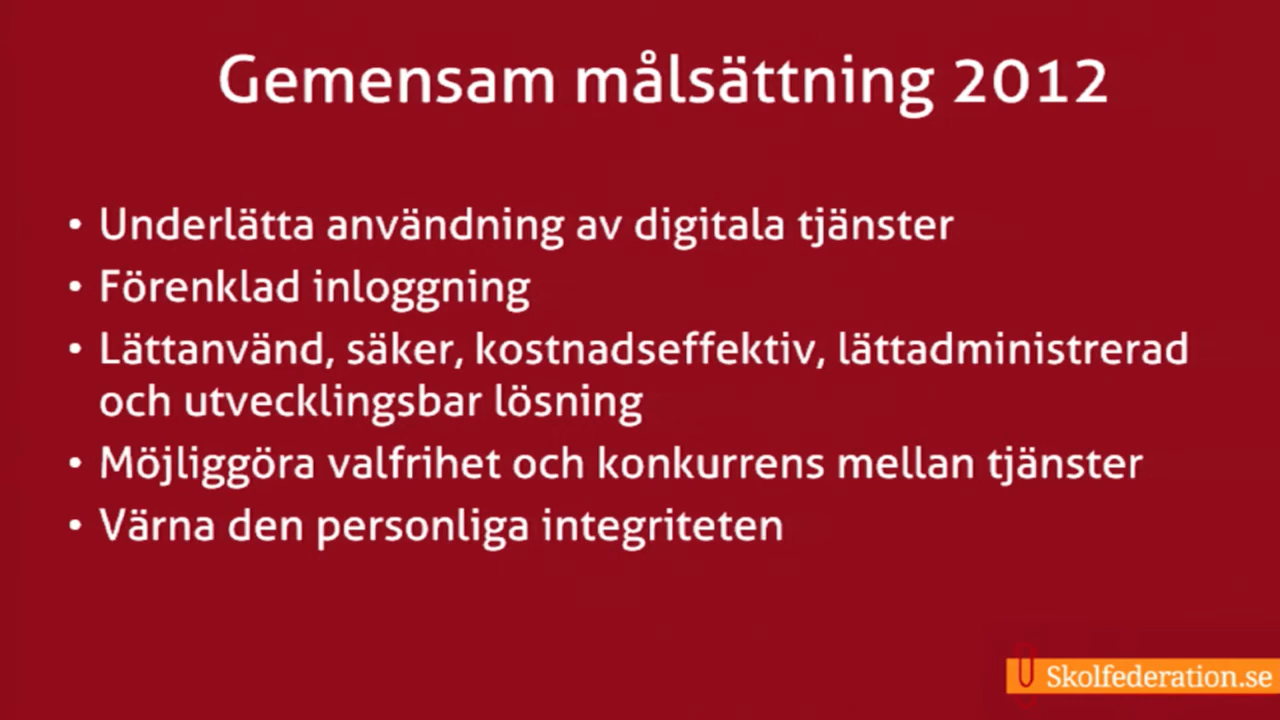 Gemensam målsättning 2012
• Underlätta användning av digitala tjänster
• Förenklad inloggning
• Lättanvänd, säker, kostnadseffektiv, lättadministrerad
och utvecklingsbar lösning
• Möjliggöra valfrihet och konkurrens mellan tjänster
• Värna den personliga integriteten
Skolfederation.se